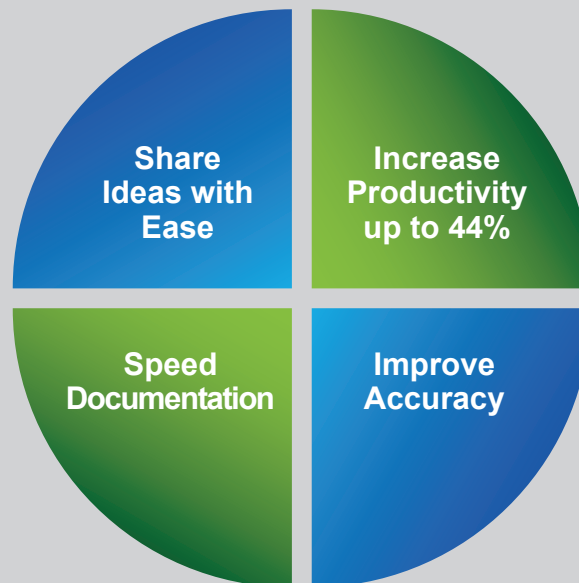 Share
Ideas with
Ease
Increase
Productivity
up to 44%
Speed
Documentation
Improve
Accuracy